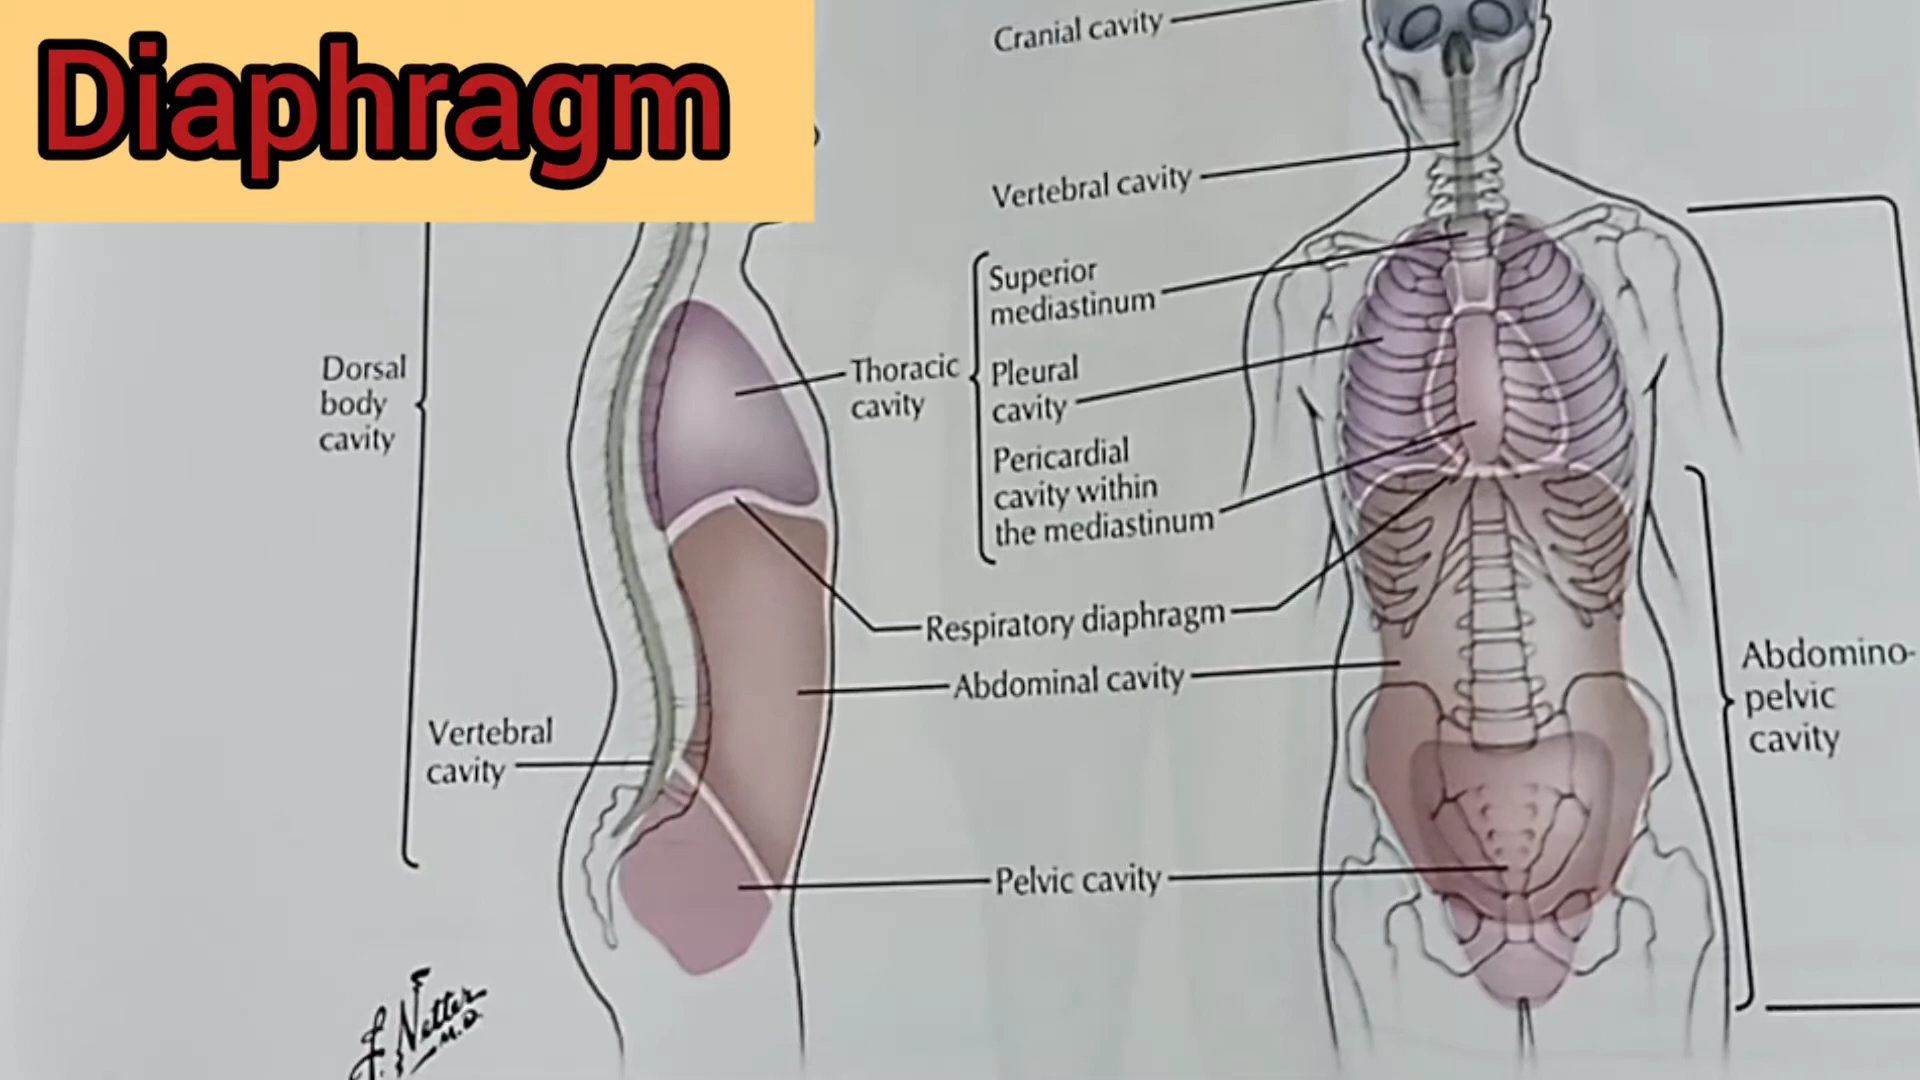 Diaphragm
Cranial cavity
Vertebral cavity
Superior
mediastinum
Dorsal
body
cavity
Thoracic
cavity
Pleural
cavity
Pericardial
cavity within
the mediastinum
Respiratory diaphragm
Abdominal cavity
Abdomino-
pelvic
cavity
Vertebral
cavity
Pelvic cavity
F. Netter
M.D.